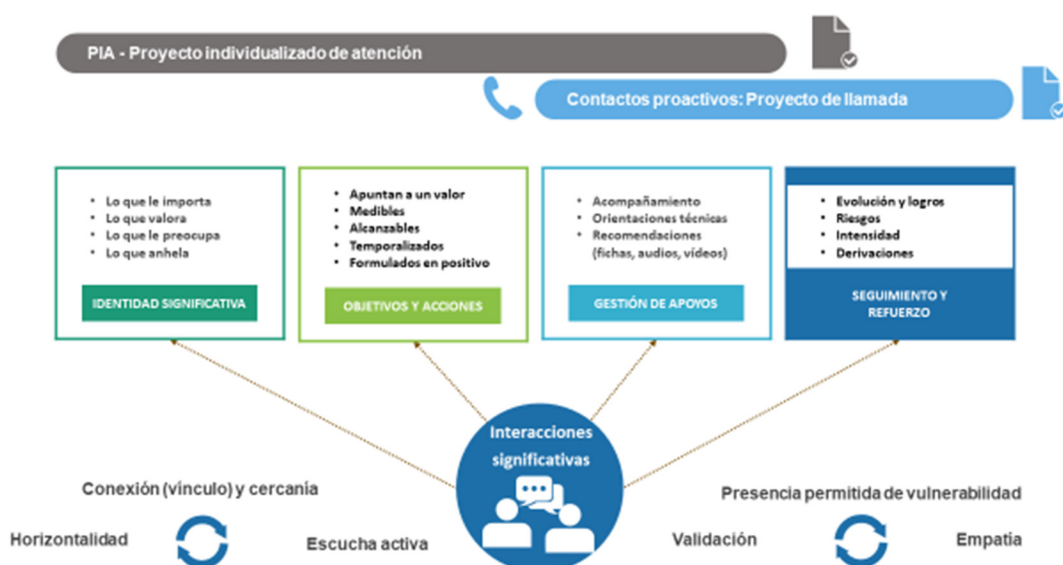 PIA - Proyecto individualizado de atención
Contactos proactivos: Proyecto de llamada
• Lo que le importa
• Lo que valora
• Lo que le preocupa
• Lo que anhela
IDENTIDAD SIGNIFICATIVA
• Apuntan a un valor
• Medibles
• Alcanzables
• Temporalizados
• Formulados en positivo
OBJETIVOS Y ACCIONES
• Acompañamiento
• Orientaciones técnicas
• Recomendaciones
(fichas, audios, vídeos)
GESTIÓN DE APOYOS
• Evolución y logros
• Riesgos
• Intensidad
• Derivaciones
SEGUIMIENTO Y
REFUERZO
Interacciones
significativas
Conexión (vínculo) y cercanía
Horizontalidad
Escucha activa
Presencia permitida de vulnerabilidad
Validación
Empatía